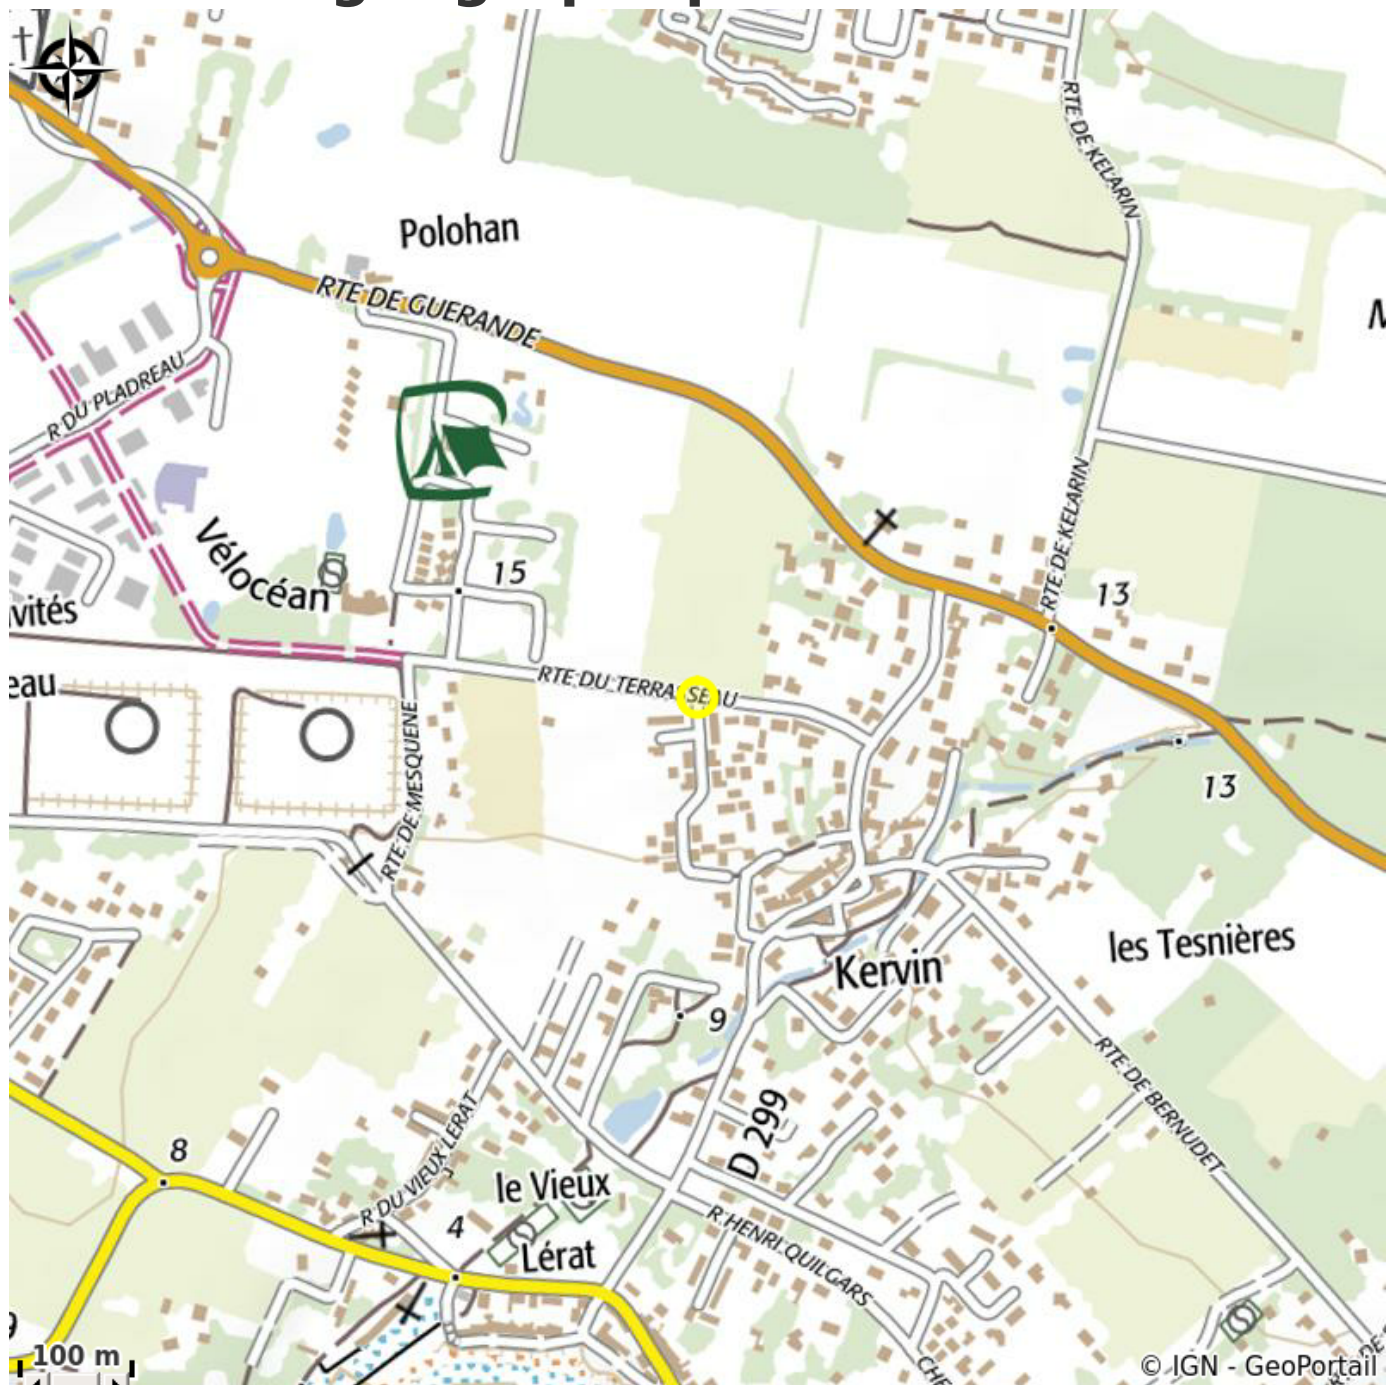 RTE DE KELARIN
Polohan
RTE DE GUERANDE
R DU PLADREAU
RTE DE KELARIN
Vélocéan
15
13
vités
eau
RTE DU TERRASSEAU
RTE DE MESQUENE
13
les Tesnières
Kervin
9
RTE DE BERNUDET
D 299
R DU VIEUX LERAT
8
le Vieux
Lérat
4
R HENRI QUILGARS
100 m
© IGN - GeoPortail